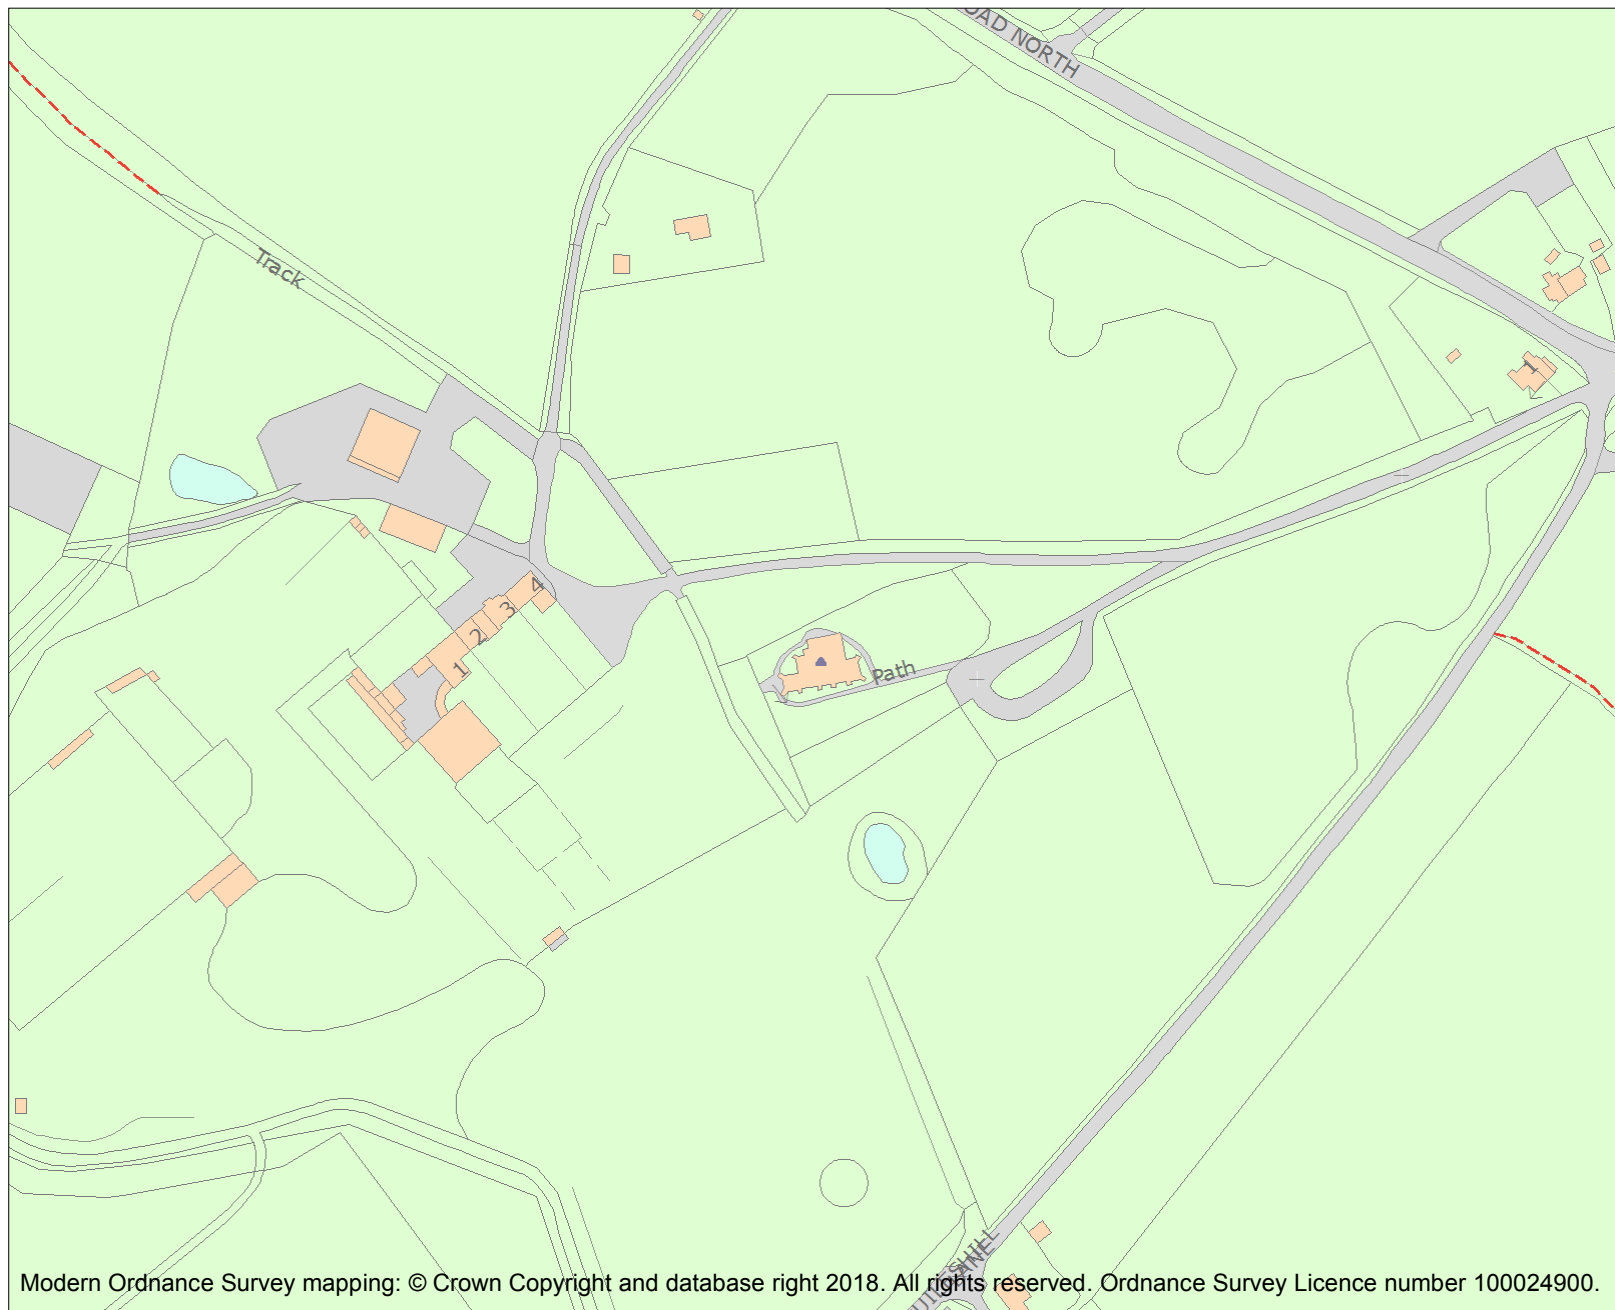 OAD NORTH
Track
1
4
3
2
1
Path
Modern Ordnance Survey mapping: © Crown Copyright and database right 2018. All rights reserved. Ordnance Survey Licence number 100024900.